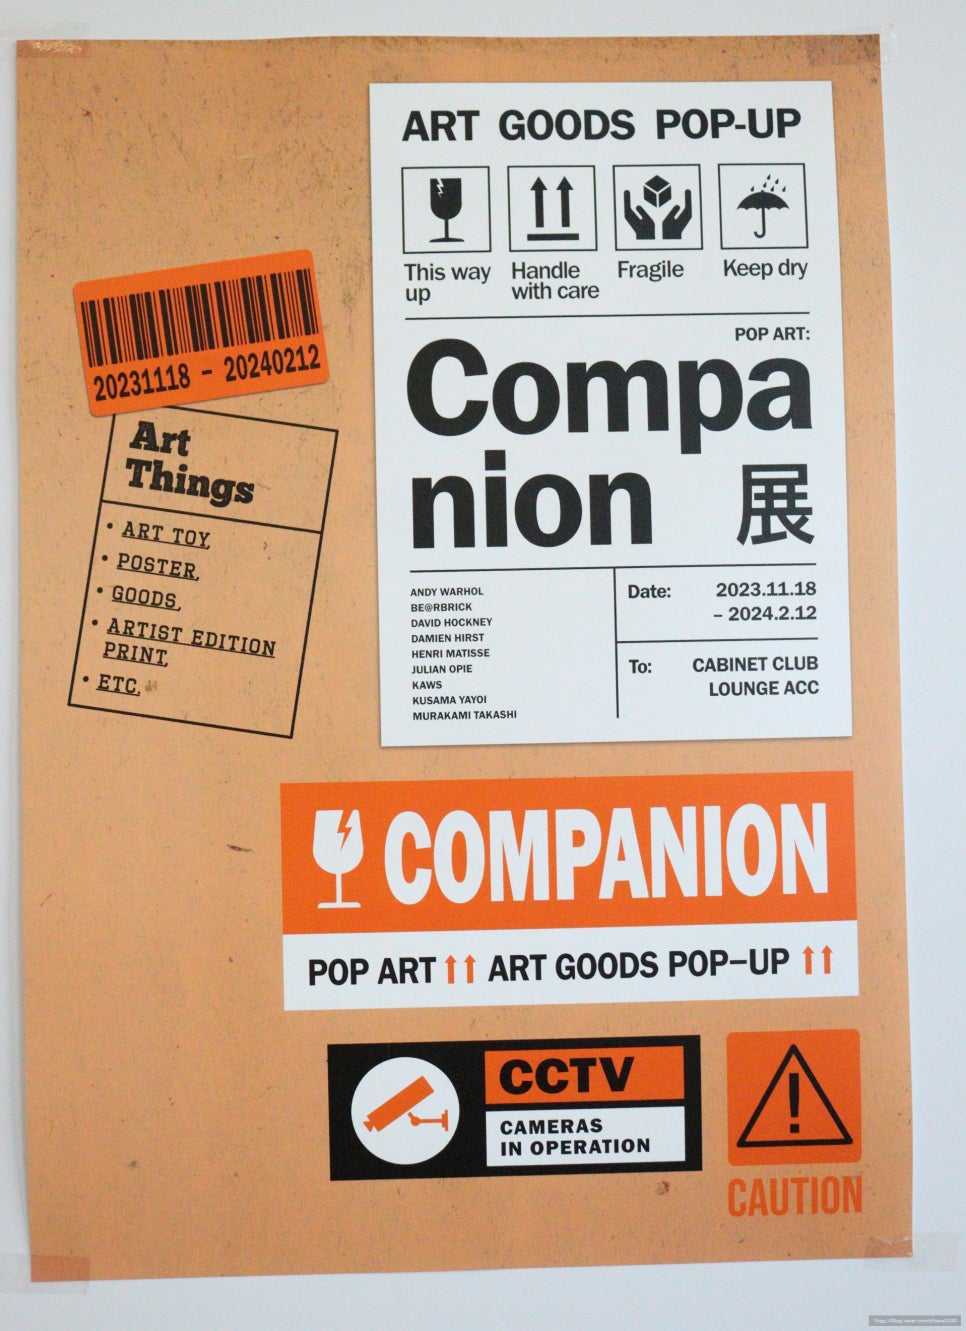 ART GOODS POP-UP
This way
up
Handle
with care
Fragile
Keep dry
POP ART:
Compa
nion
展
ANDY WARHOL
BE@RBRICK
DAVID HOCKNEY
DAMIEN HIRST
HENRI MATISSE
JULIAN OPIE
KAWS
KUSAMA YAYOI
MURAKAMI TAKASHI
Date:
2023.11.18
– 2024.2.12
To:
CABINET CLUB
LOUNGE ACC
20231118 – 20240212
Art
Things
• ART TOY,
• POSTER,
• GOODS,
• ARTIST EDITION
PRINT,
• ETC.
COMPANION
POP ART ↑↑ ART GOODS POP–UP ↑↑
CCTV
CAMERAS
IN OPERATION
!
CAUTION